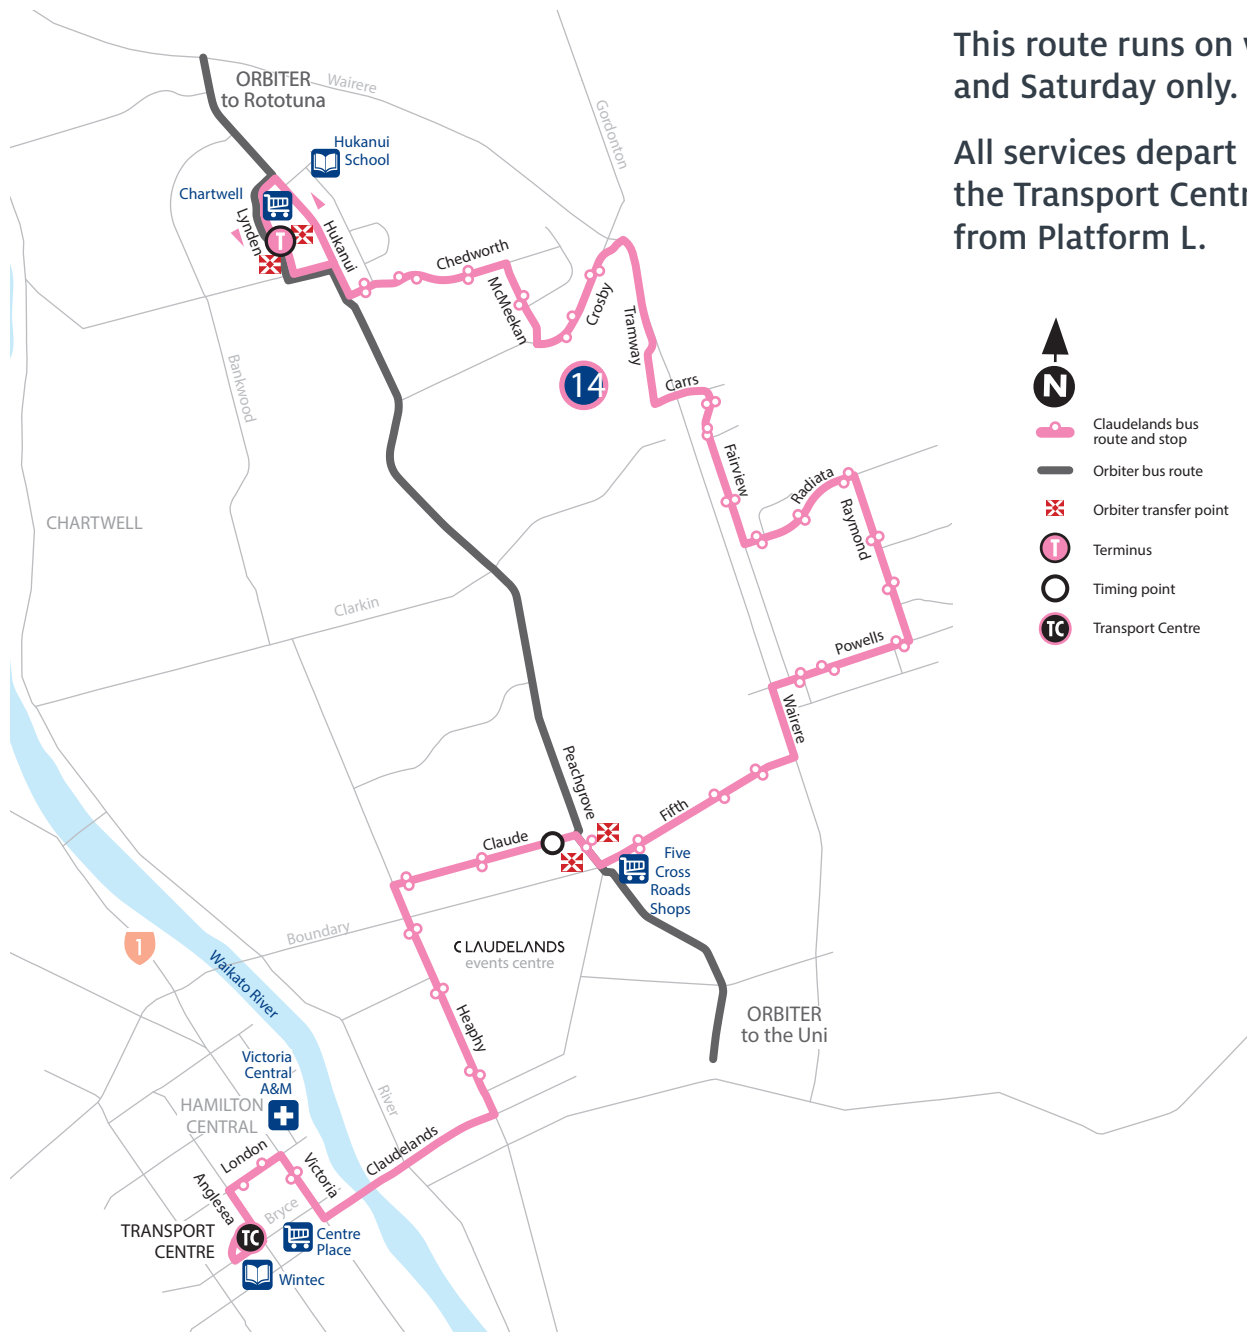 This route runs on
and Saturday only.
All services depart
the Transport Centr
from Platform L.
ORBITER
to Rototuna
Wairere
Gordonton
Hukanui
School
Chartwell
Lynden
T
Hukanui
Chedworth
McMeekan
Crosby
Tramway
14
Carrs
Bankwood
Fairview
Radiata
Raymond
CHARTWELL
Clarkin
Powells
Wairere
Peachgrove
Fifth
Claude
Five
Cross
Roads
Shops
Boundary
CLAUDELANDS
events centre
1
Waikato River
Heaphy
ORBITER
to the Uni
Victoria
Central
A&M
HAMILTON
CENTRAL
River
London
Claudelands
Victoria
Anglesea
Bryce
TRANSPORT
CENTRE
TC
Centre
Place
Wintec
N
Claudelands bus
route and stop
Orbiter bus route
Orbiter transfer point
T
Terminus
Timing point
TC
Transport Centre